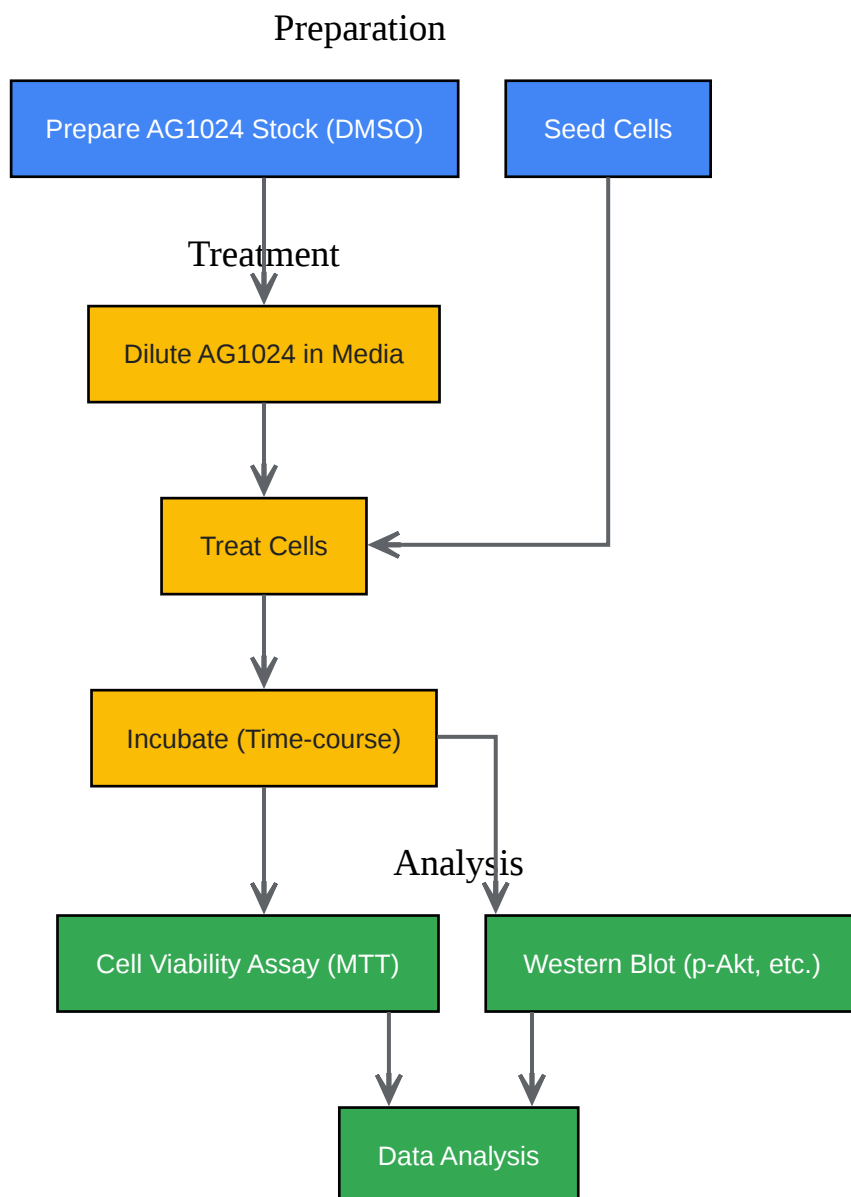 Preparation
Prepare AG1024 Stock (DMSO)
Seed Cells
Treatment
Dilute AG1024 in Media
Treat Cells
Incubate (Time-course)
Analysis
Cell Viability Assay (MTT)
Western Blot (p-Akt, etc.)
Data Analysis